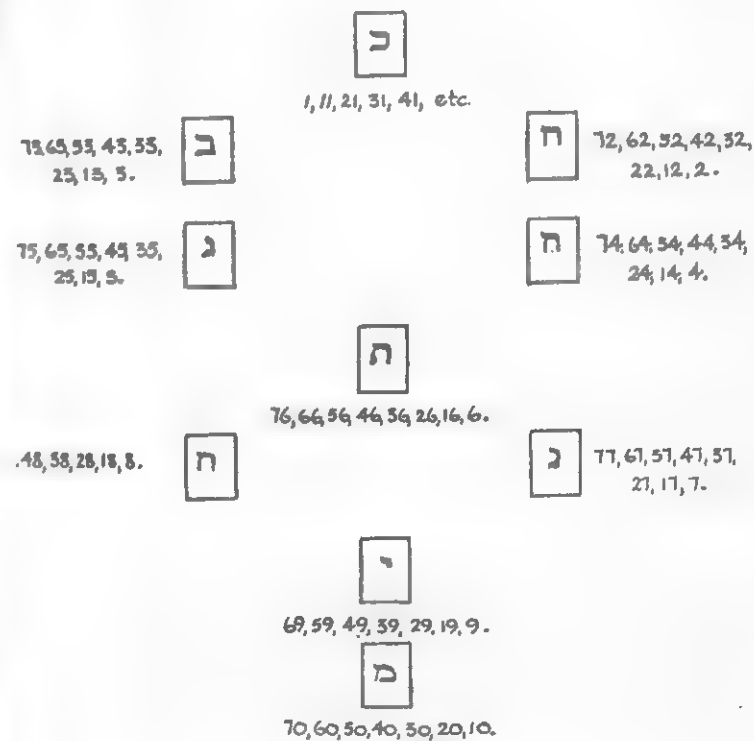 כ
1, 11, 21, 31, 41, etc.
ב
73,63,53,43,33,
23, 13, 3.
ח
72, 62, 52, 42, 32,
22, 12, 2.
ג
75, 65, 55, 45, 35,
25, 15, 5.
ח
74, 64, 54, 44, 34,
24, 14, 4.
ת
76, 66, 56, 46, 36, 26, 16, 6.
.48, 38, 28, 18, 8.
ח
נ
77, 67, 57, 47, 37,
27, 17, 7.
י
69, 59, 49, 39, 29, 19, 9.
מ
70, 60, 50, 40, 30, 20, 10.